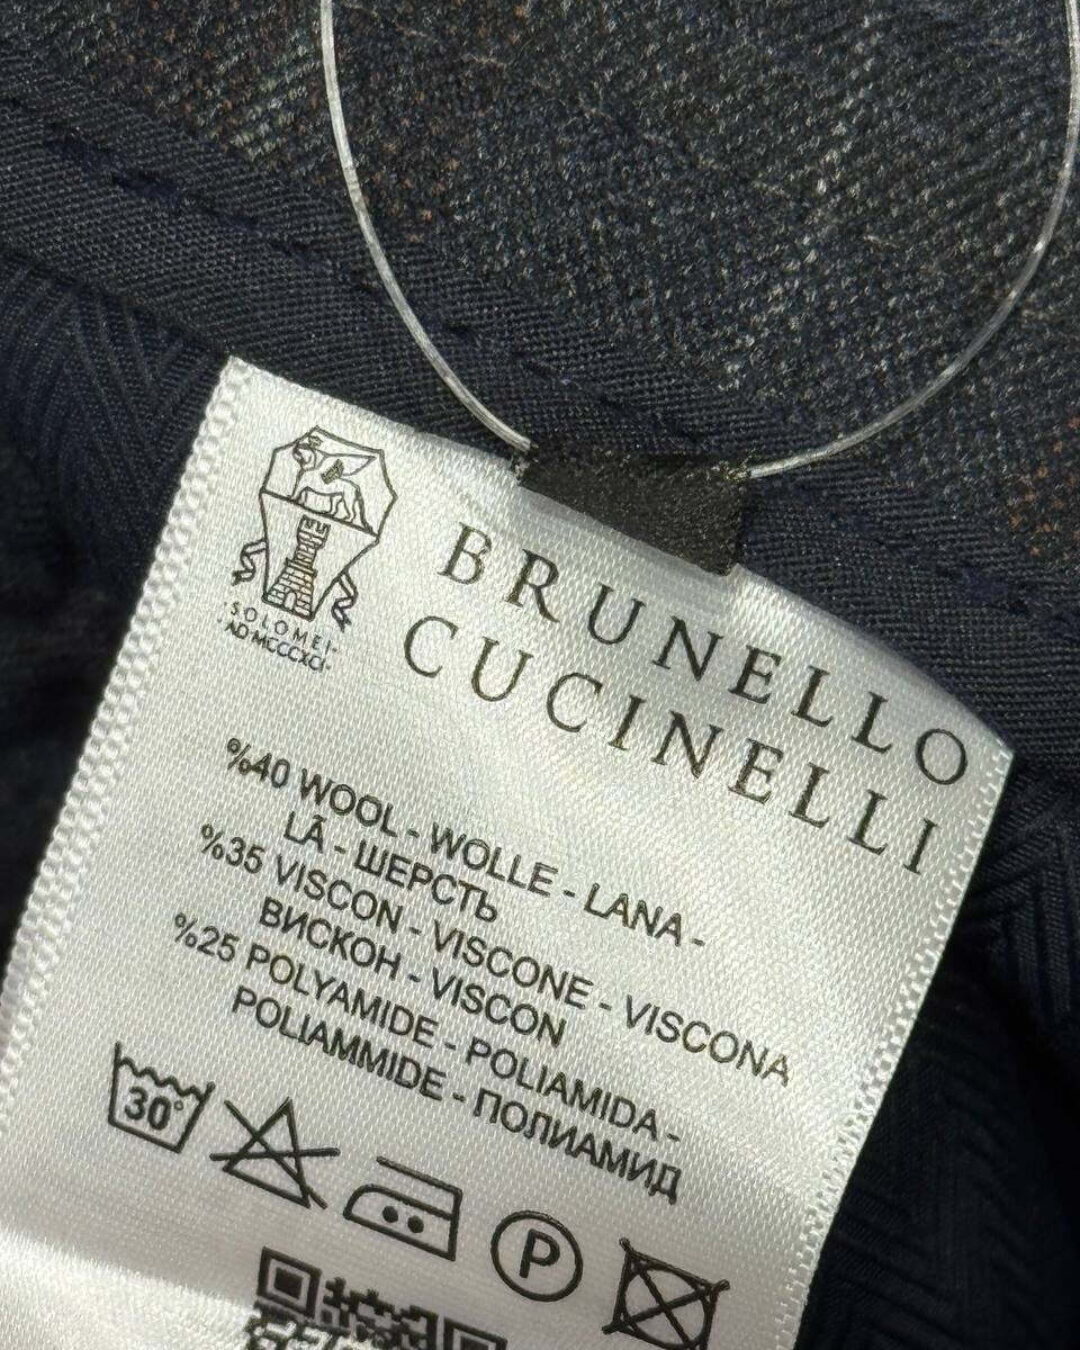 BRUNELLO
CUCINELLI
·SOLOMEI·
·AD MCCCXCI·
%40 WOOL - WOLLE - LANA -
LÃ - ШЕРСТЬ
%35 VISCON - VISCONE - VISCONA
ВИСКОН - VISCON
%25 POLYAMIDE - POLIAMIDA -
POLIAMMIDE - ПОЛИАМИД
30°
P